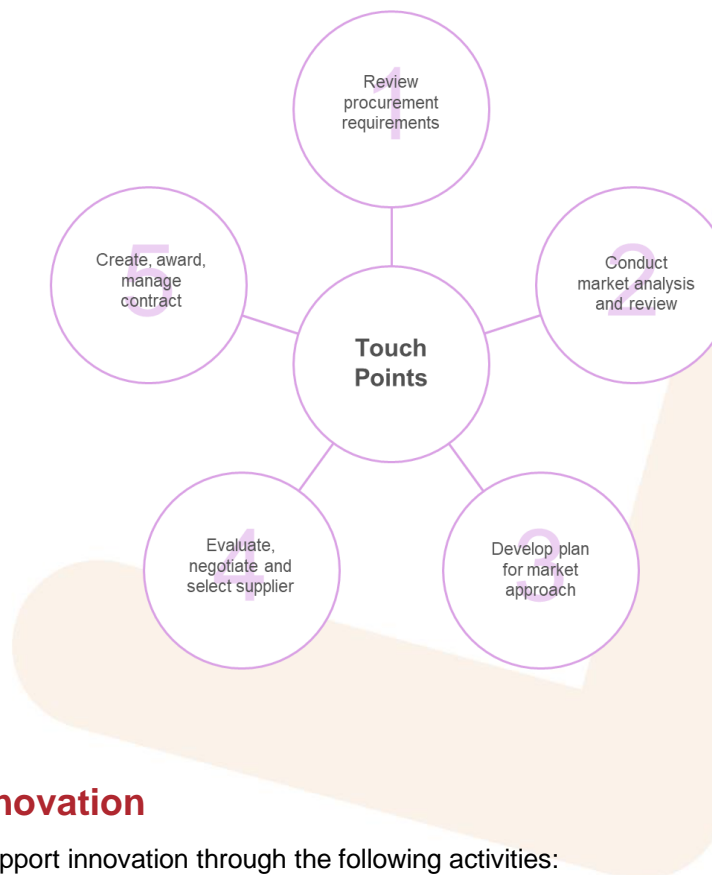 1
Review
procurement
requirements
2
Conduct
market analysis
and review
3
Develop plan
for market
approach
4
Evaluate,
negotiate and
select supplier
5
Create, award,
manage
contract
Touch
Points
novation
pport innovation through the following activities: